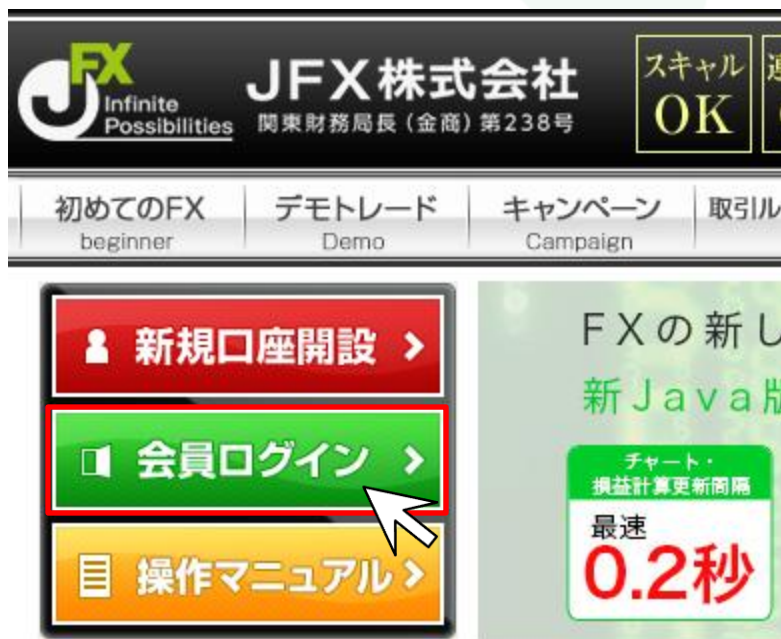 JFX
Infinite
Possibilities
JFX株式会社
関東財務局長（金商）第238号
スキャル
OK
初めてのFX
beginner
デモトレード
Demo
キャンペーン
Campaign
取引ル
新規口座開設
会員ログイン
操作マニュアル
FXの新し
新Java版
チャート・
損益計算更新間隔
最速
0.2秒